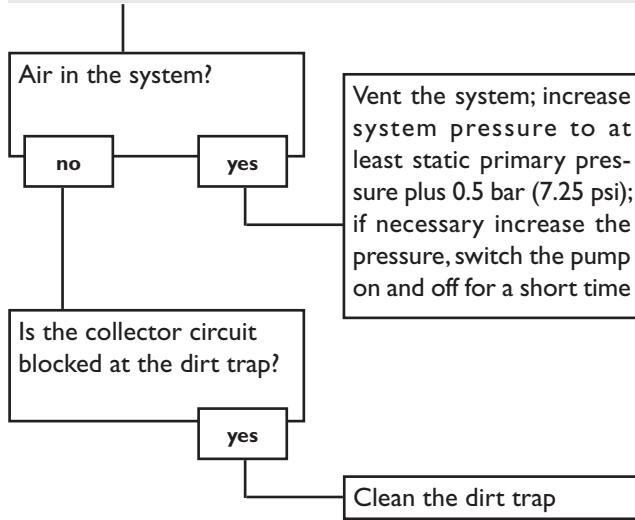 Air in the system?
no
yes
Vent the system; increase
system pressure to at
least static primary pres-
sure plus 0.5 bar (7.25 psi);
if necessary increase the
pressure, switch the pump
on and off for a short time
Is the collector circuit
blocked at the dirt trap?
yes
Clean the dirt trap